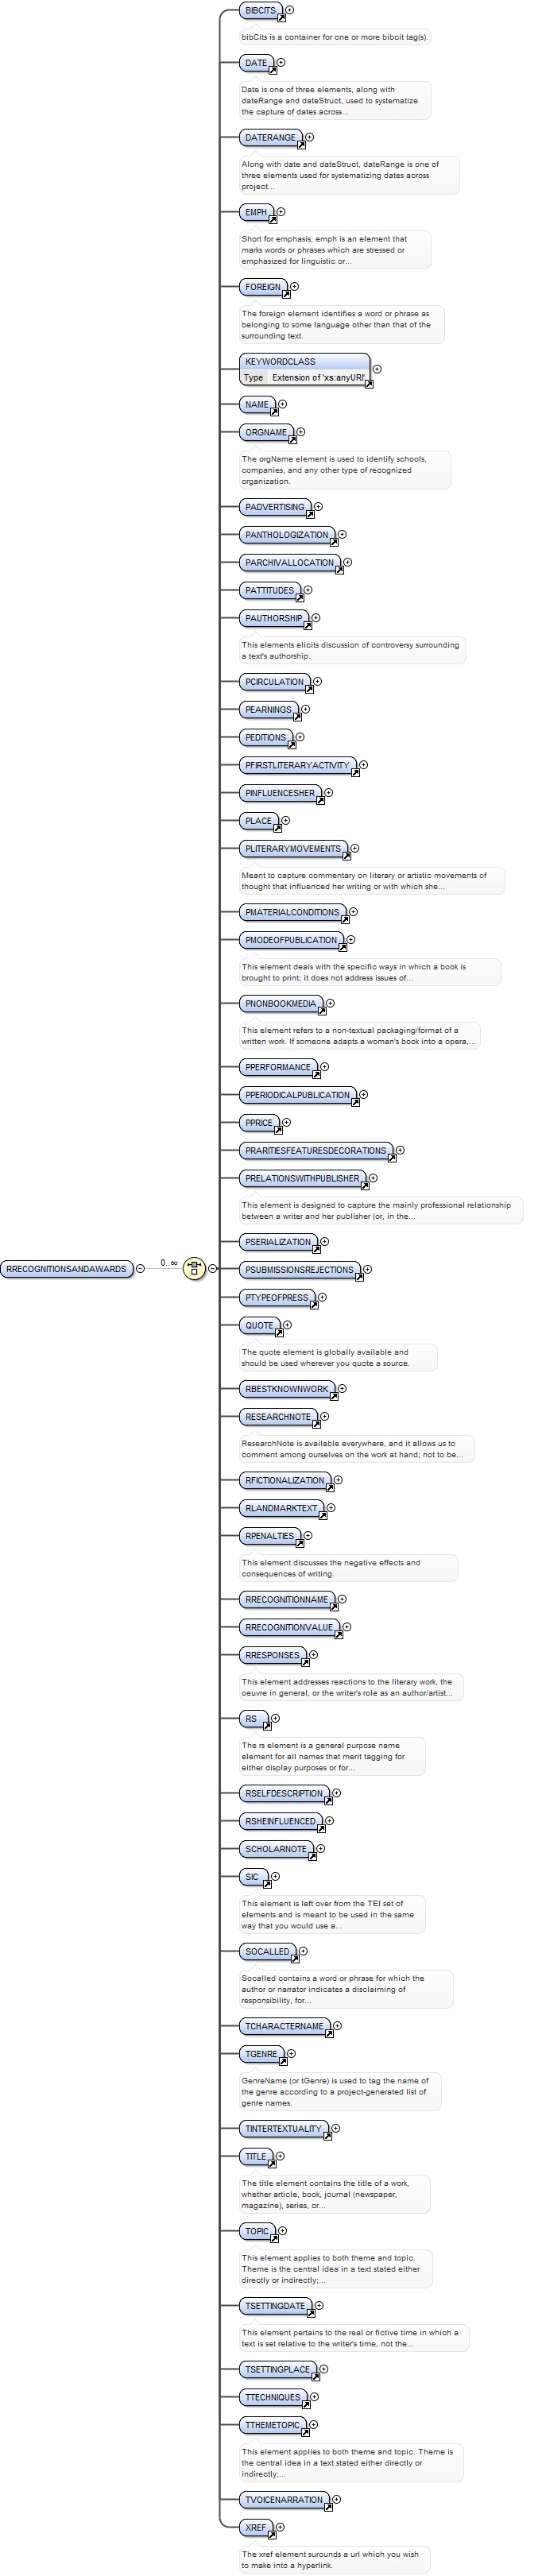 BIBCITS
bibCits is a container for one or more bibcit tag(s).
DATE
Date is one of three elements, along with
dateRange and dateStruct, used to systematize
the capture of dates across...
DATERANGE
Along with date and dateStruct, dateRange is one of
three elements used for systematizing dates across
project...
EMPH
Short for emphasis, emph is an element that
marks words or phrases which are stressed or
emphasized for linguistic or...
FOREIGN
The foreign element identifies a word or phrase as
belonging to some language other than that of the
surrounding text.
KEYWORDCLASS
Type Extension of 'xs:anyURI'
NAME
ORGNAME
The orgName element is used to identify schools,
companies, and any other type of recognized
organization.
PADVERTISING
PANTHOLOGIZATION
PARCHIVALLOCATION
PATTITUDES
PAUTHORSHIP
This elements elicits discussion of controversy surrounding
a text's authorship.
PCIRCULATION
PEARNINGS
PEDITIONS
PFIRSTLITERARYACTIVITY
PINFLUENCESHER
PLACE
PLITERARYMOVEMENTS
Meant to capture commentary on literary or artistic movements of
thought that influenced her writing or with which she...
PMATERIALCONDITIONS
PMODEOFPUBLICATION
This element deals with the specific ways in which a book is
brought to print; it does not address issues of...
PNONBOOKMEDIA
This element refers to a non-textual packaging/format of a
written work. If someone adapts a woman's book into a opera,...
PPERFORMANCE
PPERIODICALPUBLICATION
PPRICE
PRARITIESFEATURESDECORATIONS
PRELATIONSWITHPUBLISHER
This element is designed to capture the mainly professional relationship
between a writer and her publisher (or, in the...
PSERIALIZATION
RRECOGNITIONSANDAWARDS 0..∞
PSUBMISSIONSREJECTIONS
PTYPEOFPRESS
QUOTE
The quote element is globally available and
should be used wherever you quote a source.
RBESTKNOWNWORK
RESEARCHNOTE
ResearchNote is available everywhere, and it allows us to
comment among ourselves on the work at hand; not to be...
RFICTIONALIZATION
RLANDMARKTEXT
RPENALTIES
This element discusses the negative effects and
consequences of writing.
RRECOGNITIONNAME
RRECOGNITIONVALUE
RRESPONSES
This element addresses reactions to the literary work, the
oeuvre in general, or the writer's role as an author/artist...
RS
The rs element is a general purpose name
element for all names that merit tagging for
either display purposes or for...
RSELFDESCRIPTION
RSHEINFLUENCED
SCHOLARNOTE
SIC
This element is left over from the TEI set of
elements and is meant to be used in the same
way that you would use a...
SOCALLED
Socalled contains a word or phrase for which the
author or narrator indicates a disclaiming of
responsibility, for...
TCHARACTERNAME
TGENRE
GenreName (or tGenre) is used to tag the name of
the genre according to a project-generated list of
genre names.
TINTERTEXTUALITY
TITLE
The title element contains the title of a work,
whether article, book, journal (newspaper,
magazine), series, or...
TOPIC
This element applies to both theme and topic.
Theme is the central idea in a text stated either
directly or indirectly;...
TSETTINGDATE
This element pertains to the real or fictive time in which a
text is set relative to the writer's time, not the...
TSETTINGPLACE
TTECHNIQUES
TTHEMETOPIC
This element applies to both theme and topic. Theme is
the central idea in a text stated either directly or
indirectly;...
TVOICENARRATION
XREF
The xref element surounds a url which you wish
to make into a hyperlink.